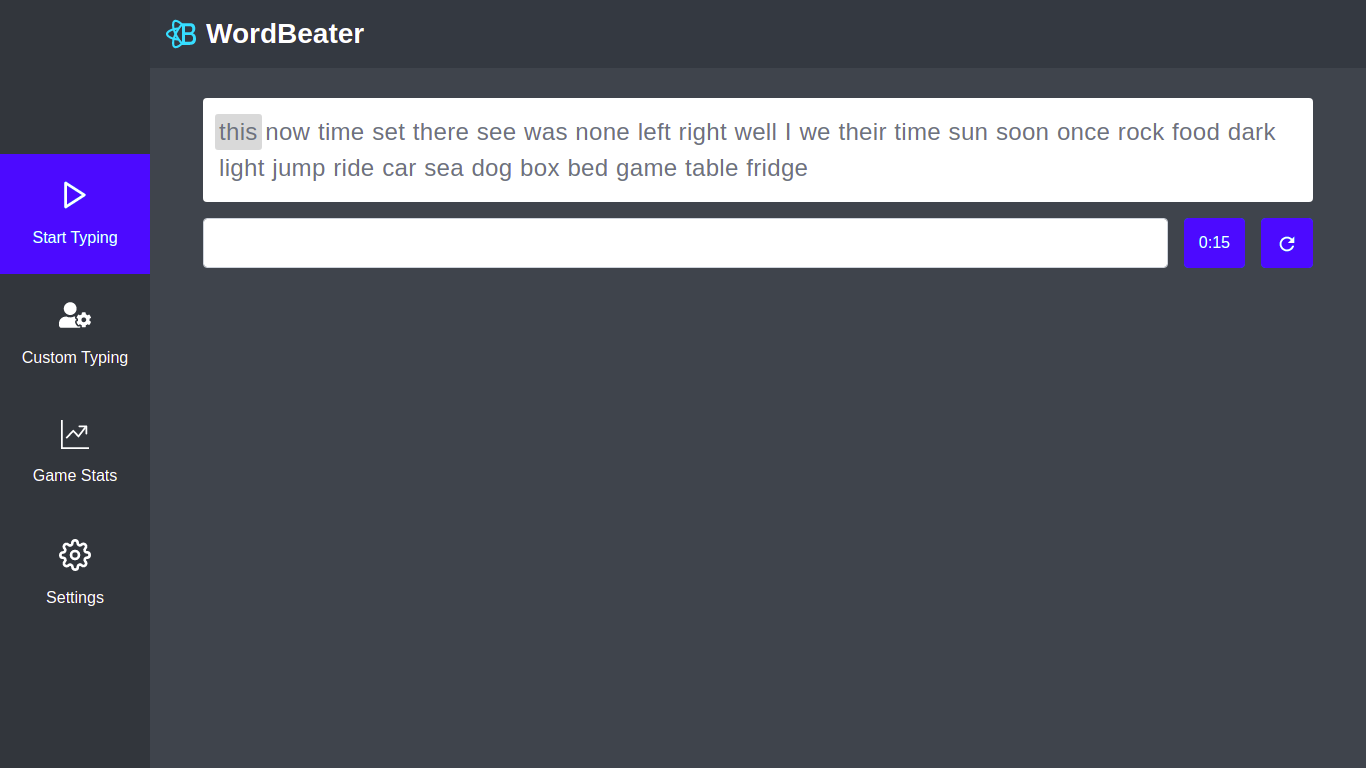 WordBeater
this now time set there see was none left right well I we their time sun soon once rock food dark
light jump ride car sea dog box bed game table fridge
0:15
Start Typing
Custom Typing
Game Stats
Settings